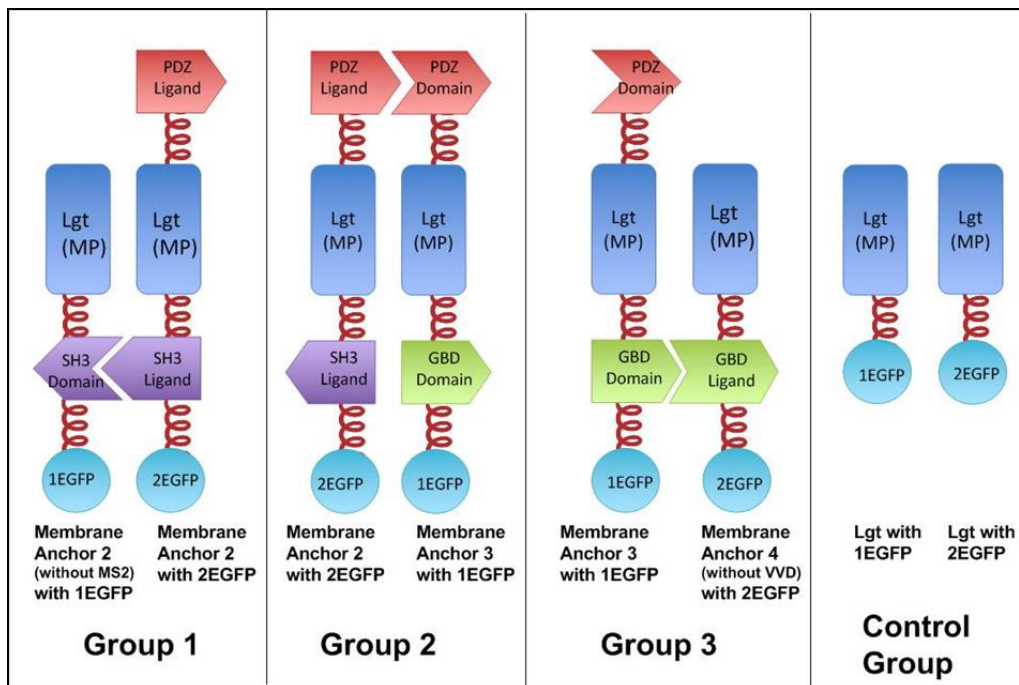 PDZ
Ligand
Lgt
(MP)
Lgt
(MP)
SH3
Domain
SH3
Ligand
1EGFP
2EGFP
Membrane
Anchor 2
(without MS2)
with 1EGFP
Membrane
Anchor 2
with 2EGFP
Group 1
PDZ
Ligand
PDZ
Domain
Lgt
(MP)
Lgt
(MP)
SH3
Ligand
GBD
Domain
2EGFP
1EGFP
Membrane
Anchor 2
with 2EGFP
Membrane
Anchor 3
with 1EGFP
Group 2
PDZ
Domain
Lgt
(MP)
Lgt
(MP)
GBD
Domain
GBD
Ligand
1EGFP
2EGFP
Membrane
Anchor 3
with 1EGFP
Membrane
Anchor 4
(without VVD)
with 2EGFP
Group 3
Lgt
(MP)
Lgt
(MP)
1EGFP
2EGFP
Lgt with
1EGFP
Lgt with
2EGFP
Control
Group